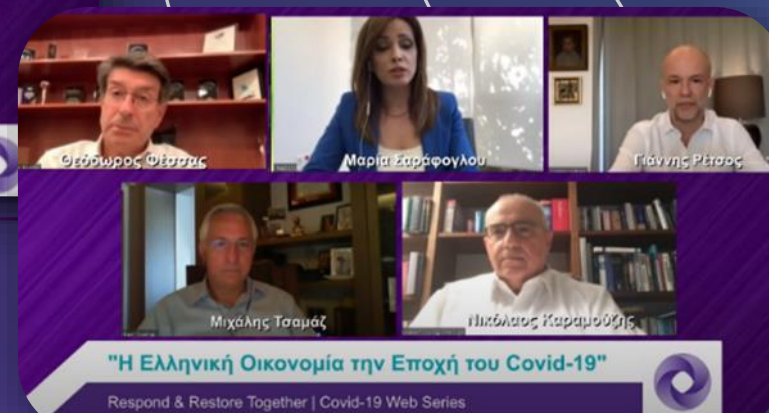 Θεόδωρος Φέσσας
Μαρία Σαράφογλου
Γιάννης Ρέτσος
Μιχάλης Τσαμάζ
Νικόλαος Καραμούζης
"Η Ελληνική Οικονομία την Εποχή του Covid-19"
Respond & Restore Together | Covid-19 Web Series